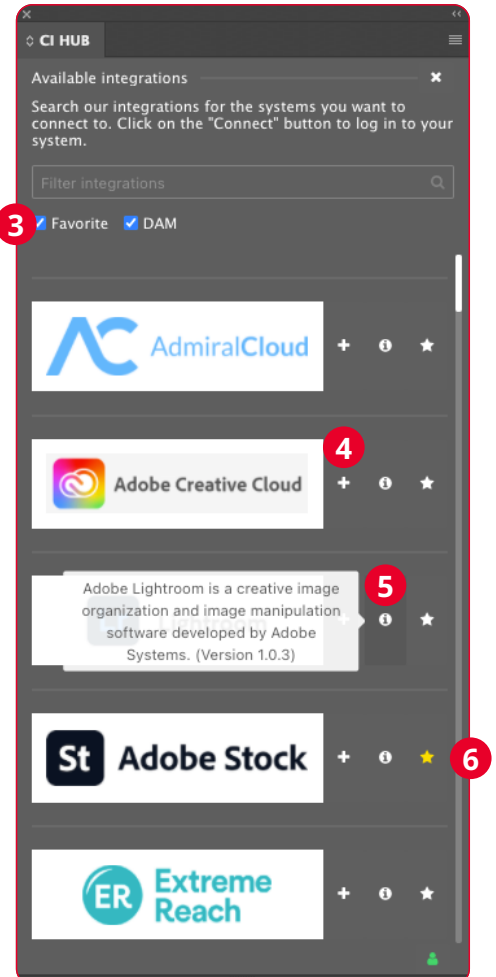 CI HUB
Available integrations
Search our integrations for the systems you want to
connect to. Click on the "Connect" button to log in to your
system.
Filter integrations
3
Favorite
DAM
AC AdmiralCloud
4
Adobe Creative Cloud
5
Adobe Lightroom is a creative image
organization and image manipulation
software developed by Adobe
Systems. (Version 1.0.3)
Lightroom
St Adobe Stock
6
ER Extreme
Reach